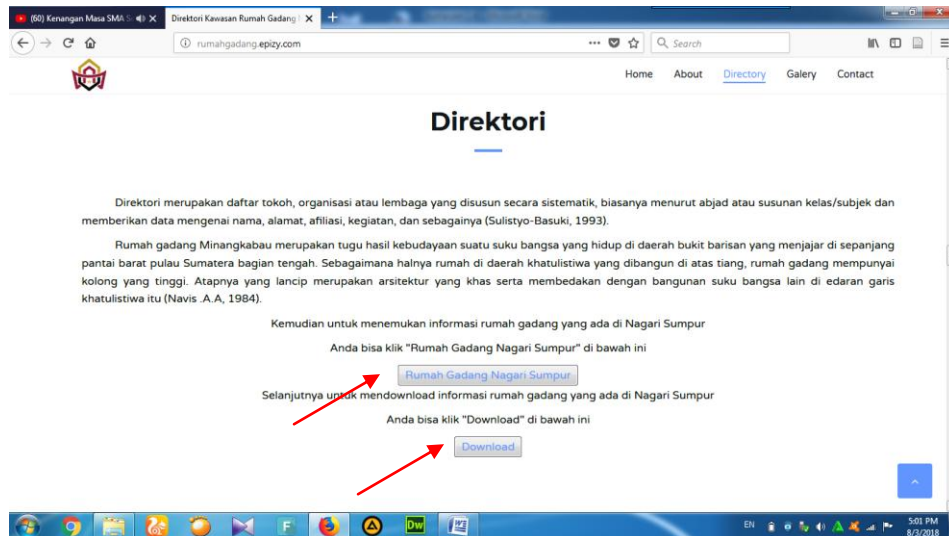 (60) Kenangan Masa SMA S
Direktori Kawasan Rumah Gadang
rumahgadang.epizy.com
Search
Home About Directory Galery Contact
Direktori
Direktori merupakan daftar tokoh, organisasi atau lembaga yang disusun secara sistematik, biasanya menurut abjad atau susunan kelas/subjek dan
memberikan data mengenai nama, alamat, afiliasi, kegiatan, dan sebagainya (Sulistyo-Basuki, 1993).
Rumah gadang Minangkabau merupakan tugu hasil kebudayaan suatu suku bangsa yang hidup di daerah bukit barisan yang menjajar di sepanjang
pantai barat pulau Sumatera bagian tengah. Sebagaimana halnya rumah di daerah khatulistiwa yang dibangun di atas tiang, rumah gadang mempunyai
kolong yang tinggi. Atapnya yang lancip merupakan arsitektur yang khas serta membedakan dengan bangunan suku bangsa lain di edaran garis
khatulistiwa itu (Navis .A.A, 1984).
Kemudian untuk menemukan informasi rumah gadang yang ada di Nagari Sumpur
Anda bisa klik "Rumah Gadang Nagari Sumpur" di bawah ini
Rumah Gadang Nagari Sumpur
Selanjutnya untuk mendownload informasi rumah gadang yang ada di Nagari Sumpur
Anda bisa klik "Download" di bawah ini
Download
F
Dw
EN
5:01 PM
8/3/2018